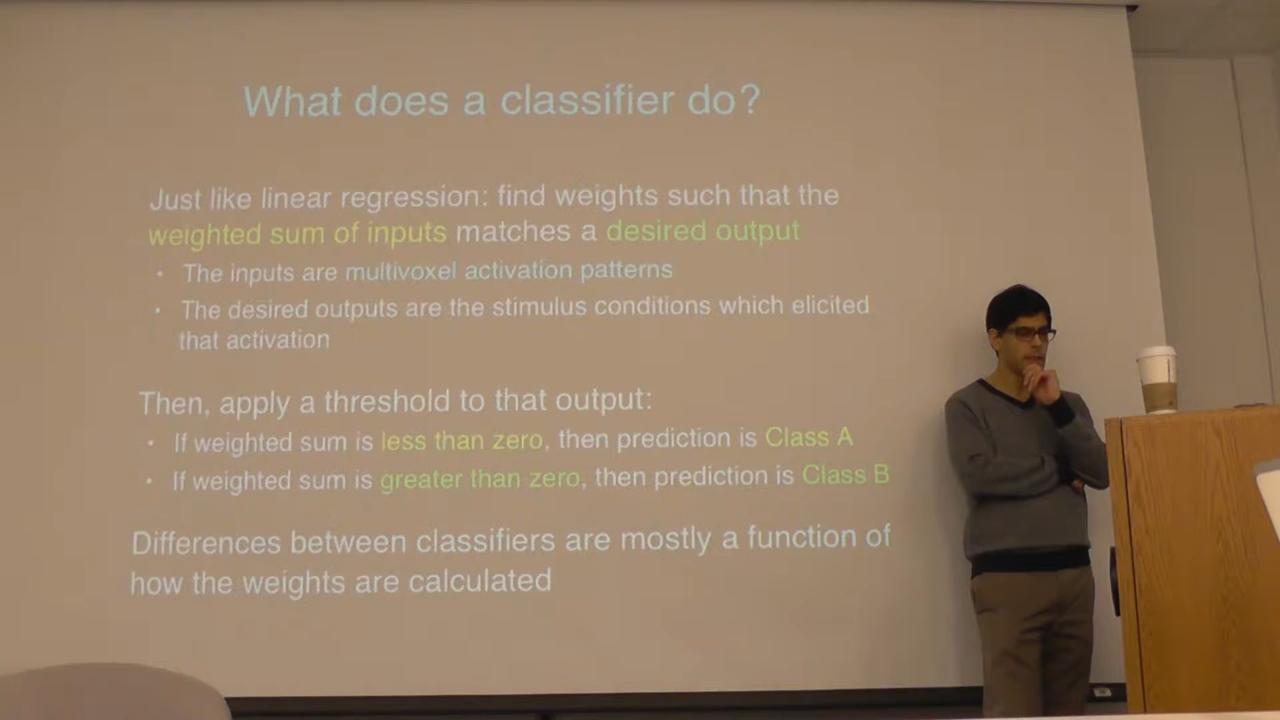 What does a classifier do?
Just like linear regression: find weights such that the
weighted sum of inputs matches a desired output
• The inputs are multivoxel activation patterns
• The desired outputs are the stimulus conditions which elicited
that activation
Then, apply a threshold to that output:
• If weighted sum is less than zero, then prediction is Class A
• If weighted sum is greater than zero, then prediction is Class B
Differences between classifiers are mostly a function of
how the weights are calculated